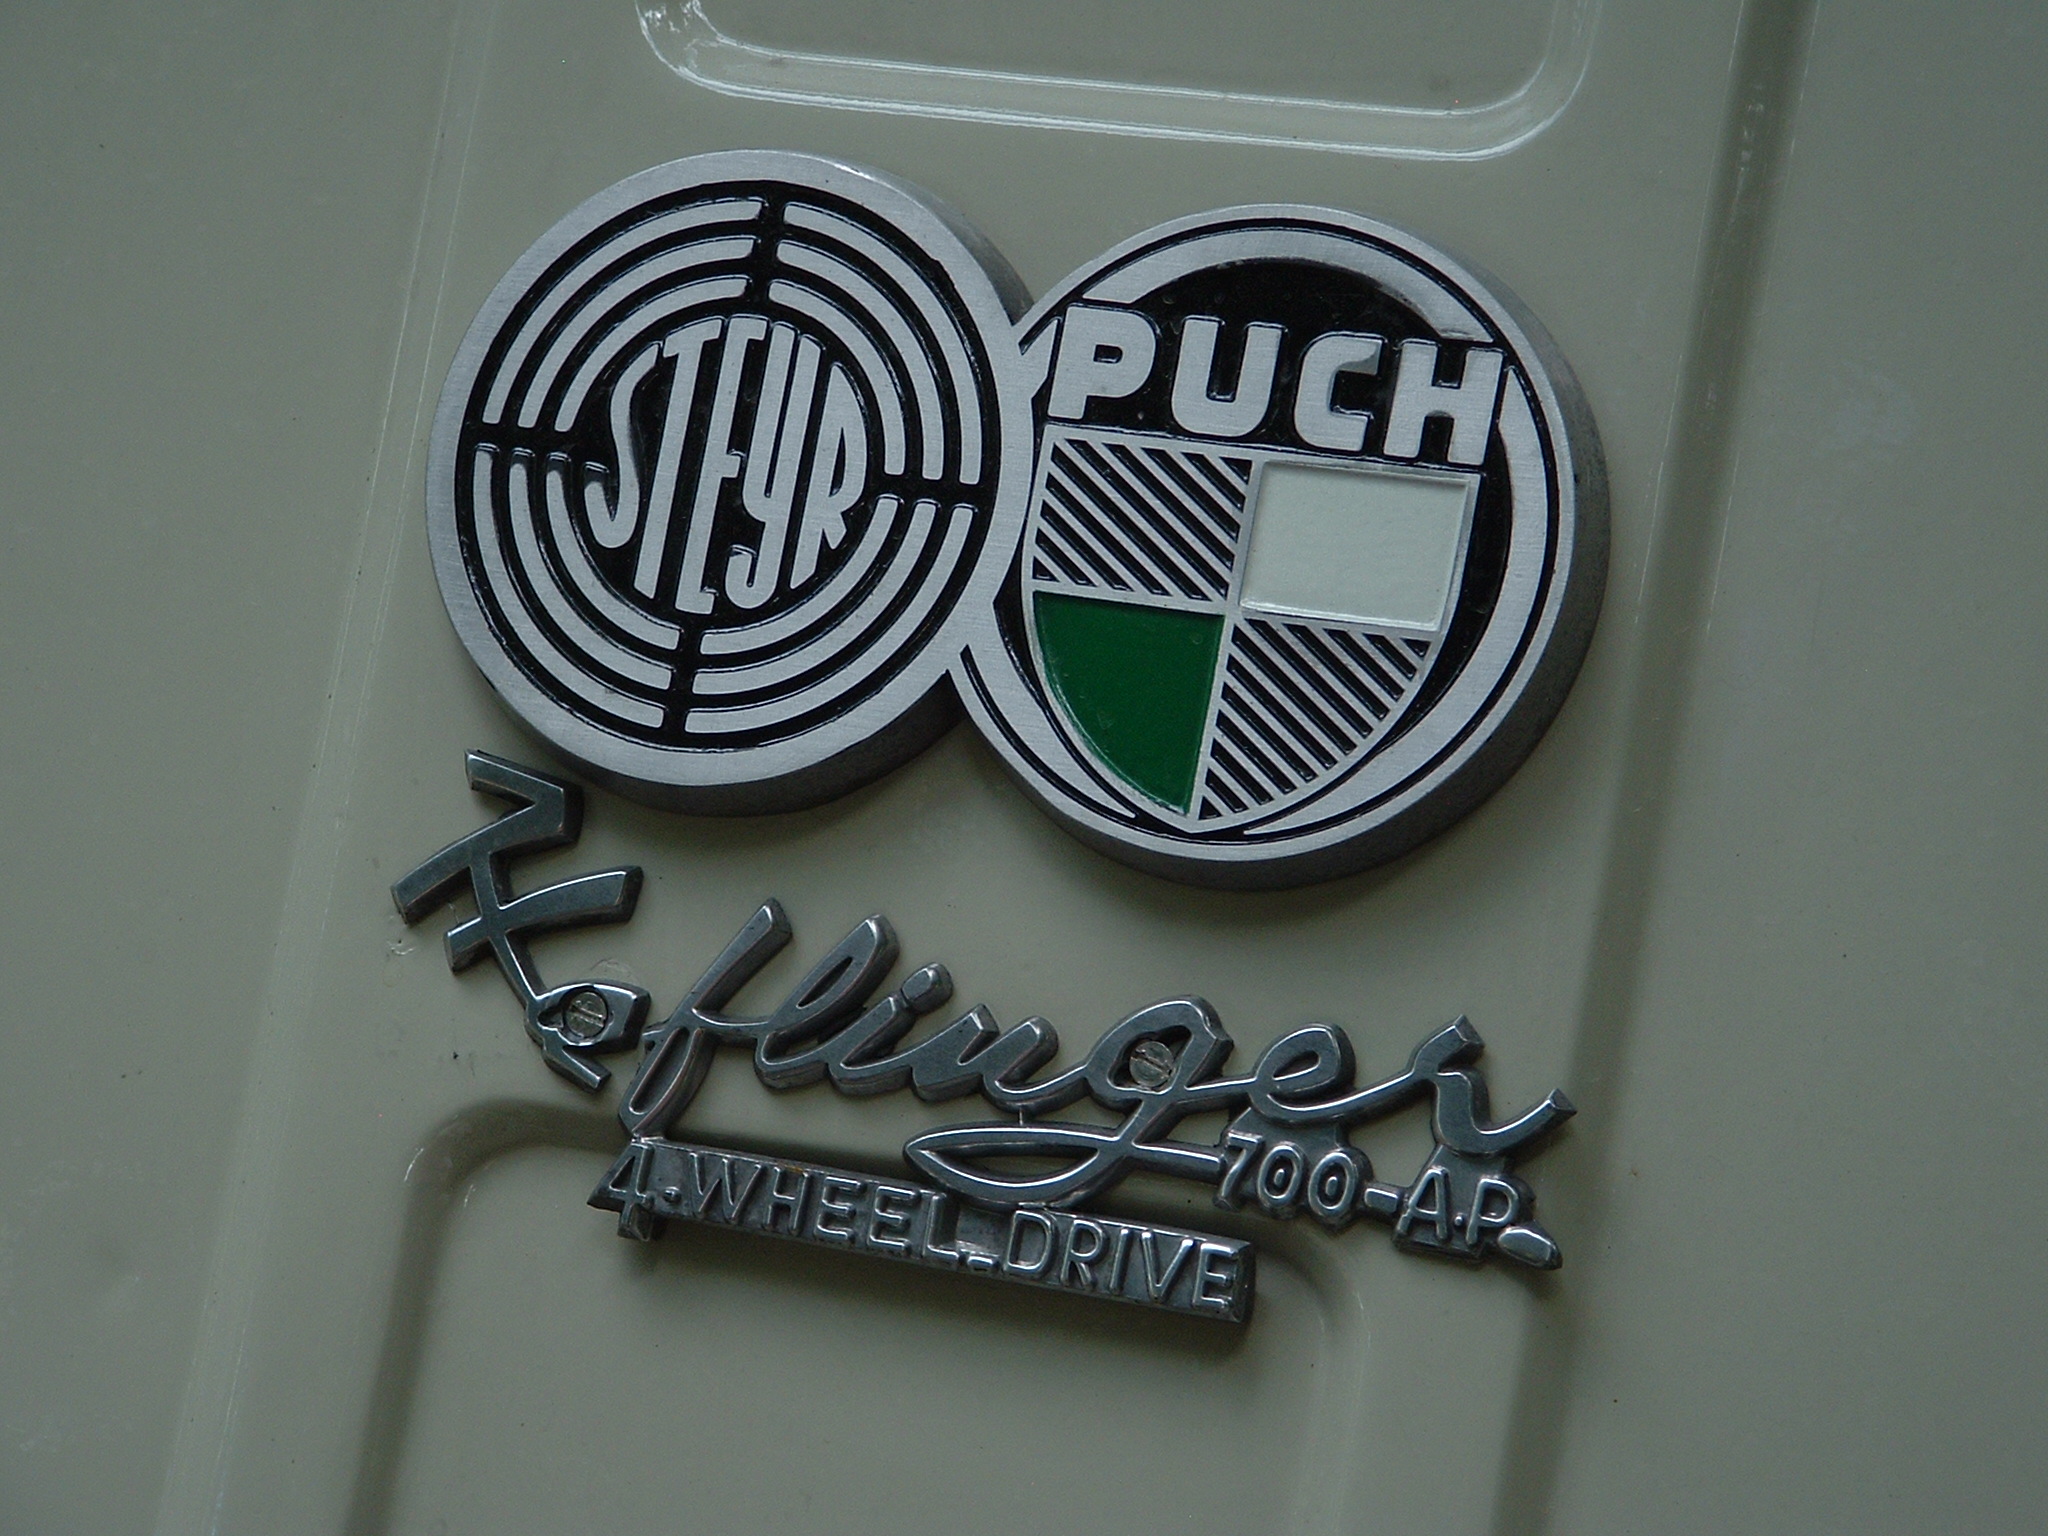 STEYR
PUCH
Haflinger
700-A.P.
4.WHEEL-DRIVE